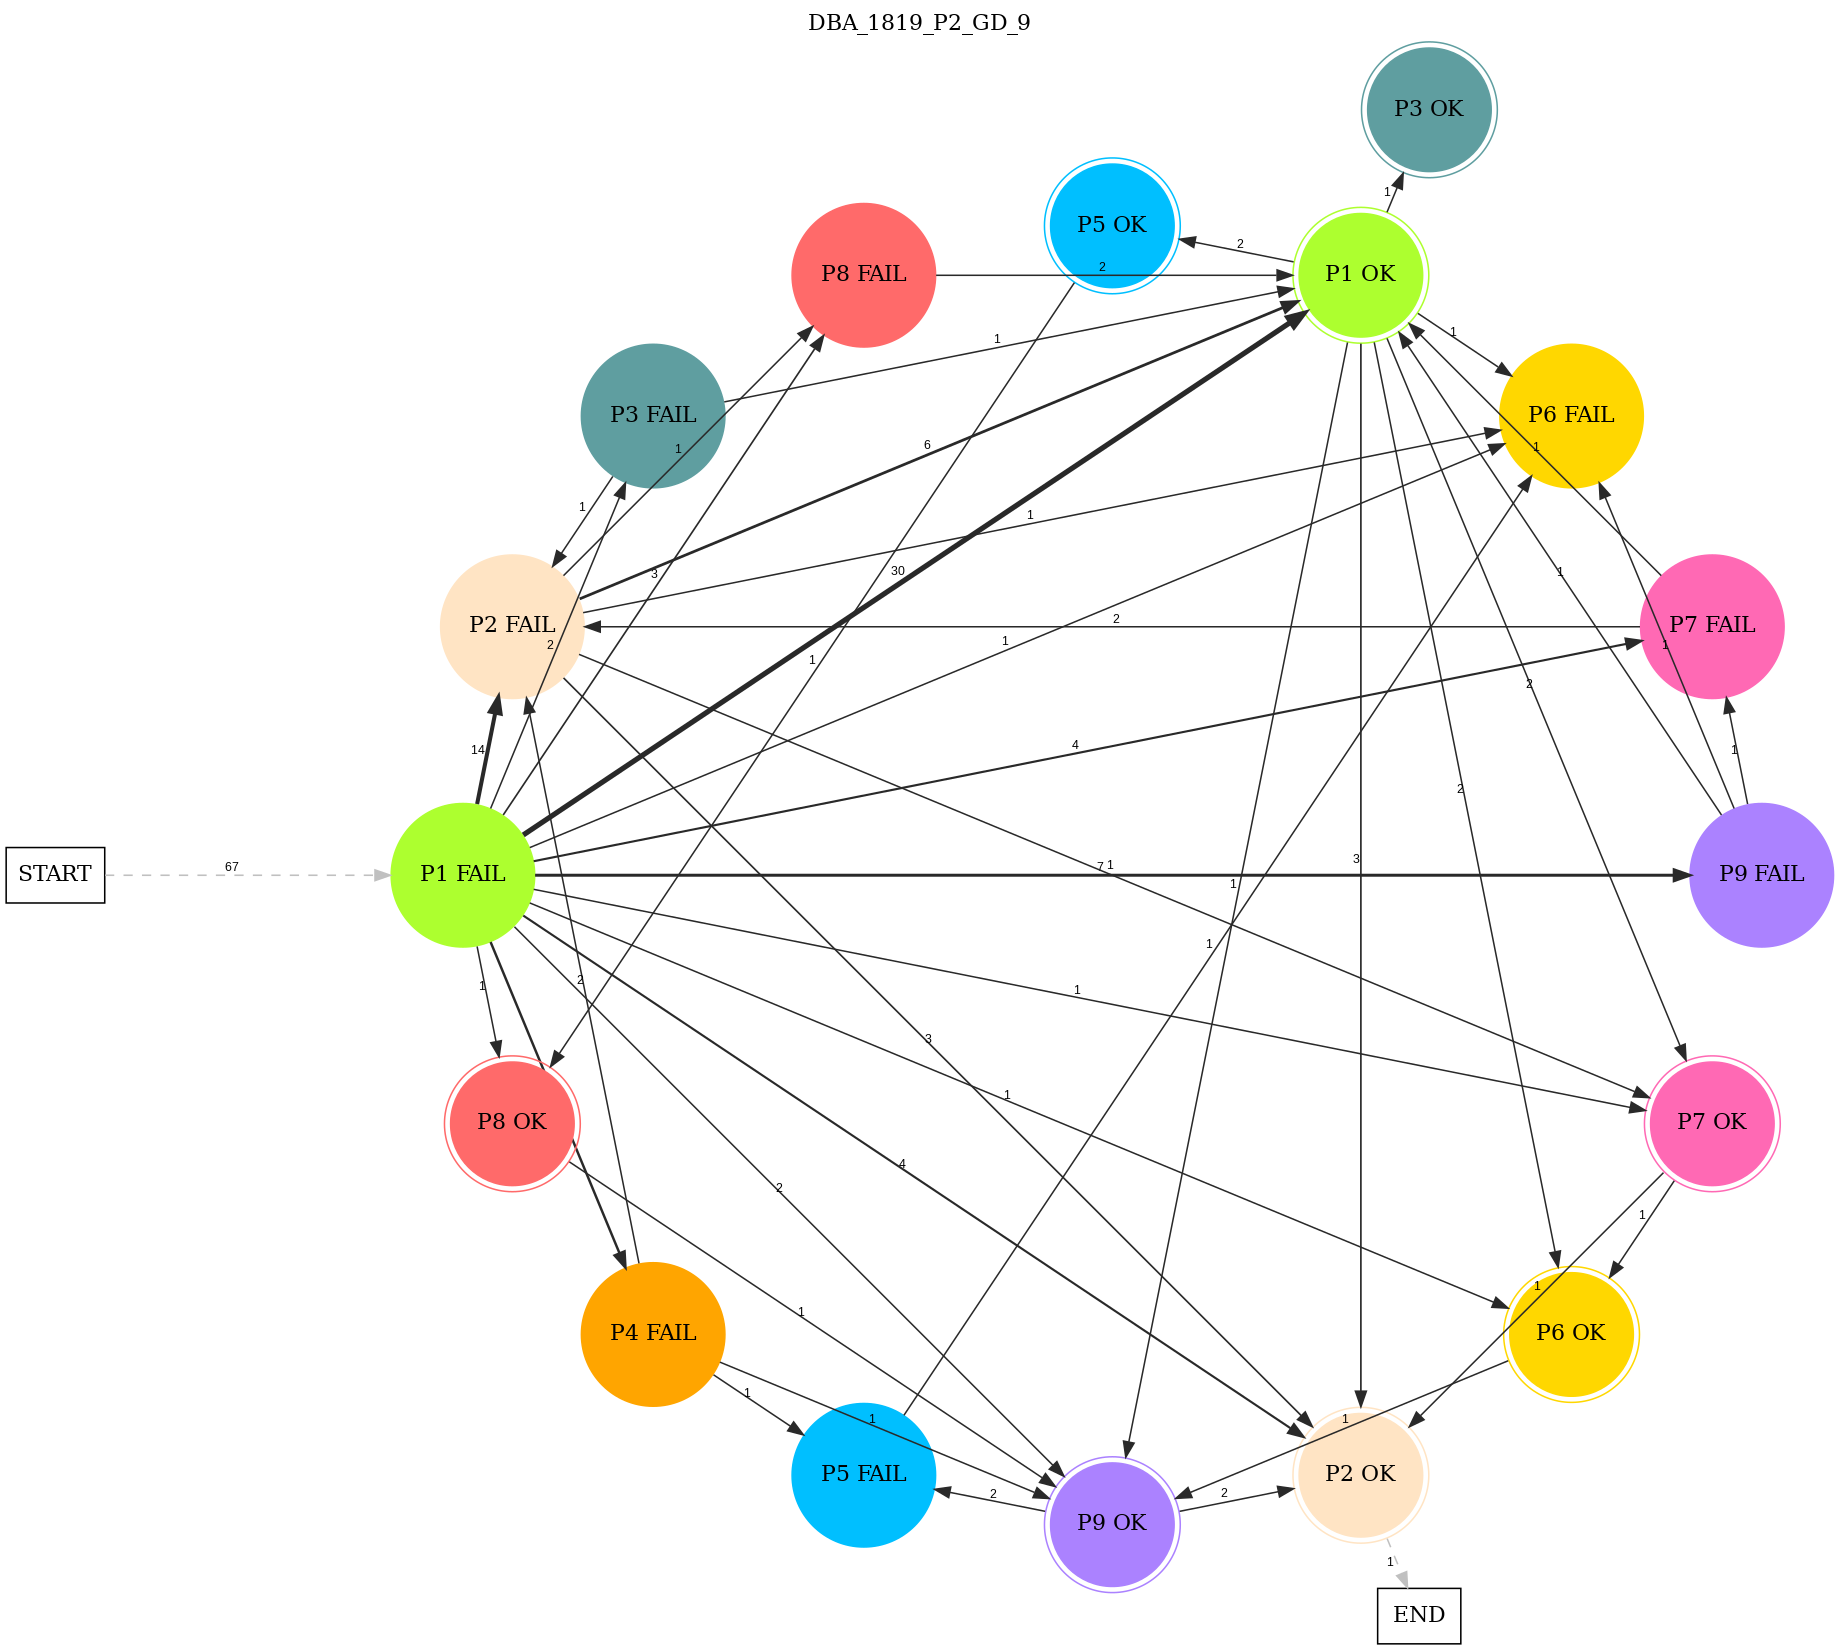 DBA_1819_P2_GD_9
P3 OK
1
P5 OK
2
P8 FAIL
2
P1 OK
1
1
P3 FAIL
P6 FAIL
6
1
1
1
1
3
30
1
P2 FAIL
2
2
1
1
P7 FAIL
1
2
14
4
1
2
START
67
P1 FAIL
7
1
3
1
P9 FAIL
1
1
2
1
3
1
P8 OK
4
2
P7 OK
1
1
1
P4 FAIL
P6 OK
1
1
1
P5 FAIL
2
P9 OK
2
P2 OK
1
END